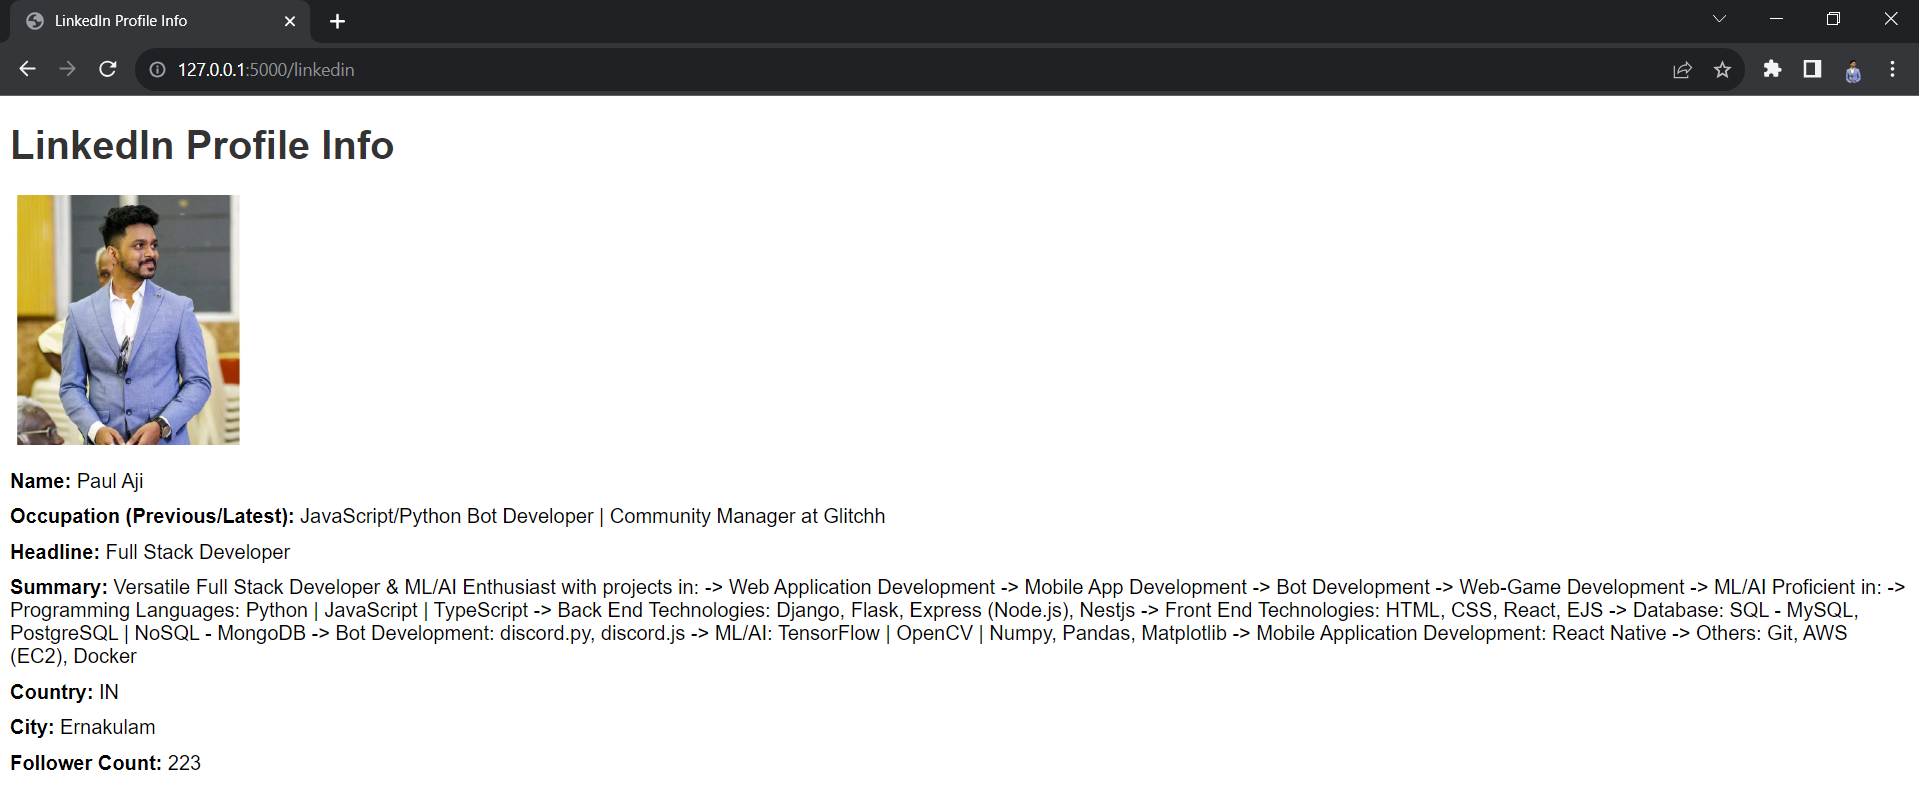 LinkedIn Profile Info
127.0.0.1:5000/linkedin
LinkedIn Profile Info
Name: Paul Aji
Occupation (Previous/Latest): JavaScript/Python Bot Developer | Community Manager at Glitchh
Headline: Full Stack Developer
Summary: Versatile Full Stack Developer & ML/AI Enthusiast with projects in: -> Web Application Development -> Mobile App Development -> Bot Development -> Web-Game Development -> ML/AI Proficient in: ->
Programming Languages: Python | JavaScript | TypeScript -> Back End Technologies: Django, Flask, Express (Node.js), Nestjs -> Front End Technologies: HTML, CSS, React, EJS -> Database: SQL - MySQL,
PostgreSQL | NoSQL - MongoDB -> Bot Development: discord.py, discord.js -> ML/AI: TensorFlow | OpenCV | Numpy, Pandas, Matplotlib -> Mobile Application Development: React Native -> Others: Git, AWS
(EC2), Docker
Country: IN
City: Ernakulam
Follower Count: 223